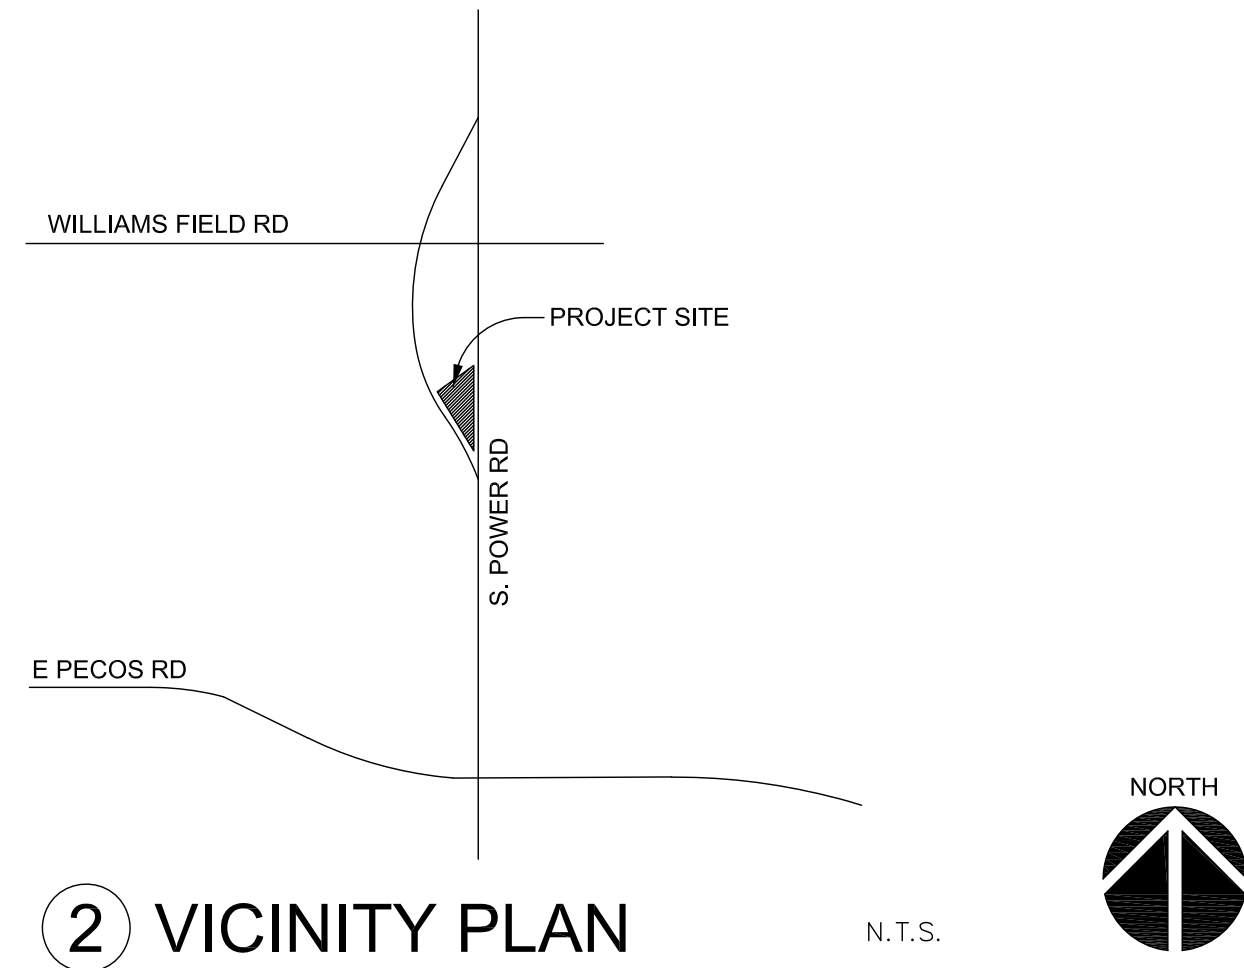 WILLIAMS FIELD RD
PROJECT SITE
S. POWER RD
E PECOS RD
NORTH
2 VICINITY PLAN
N.T.S.